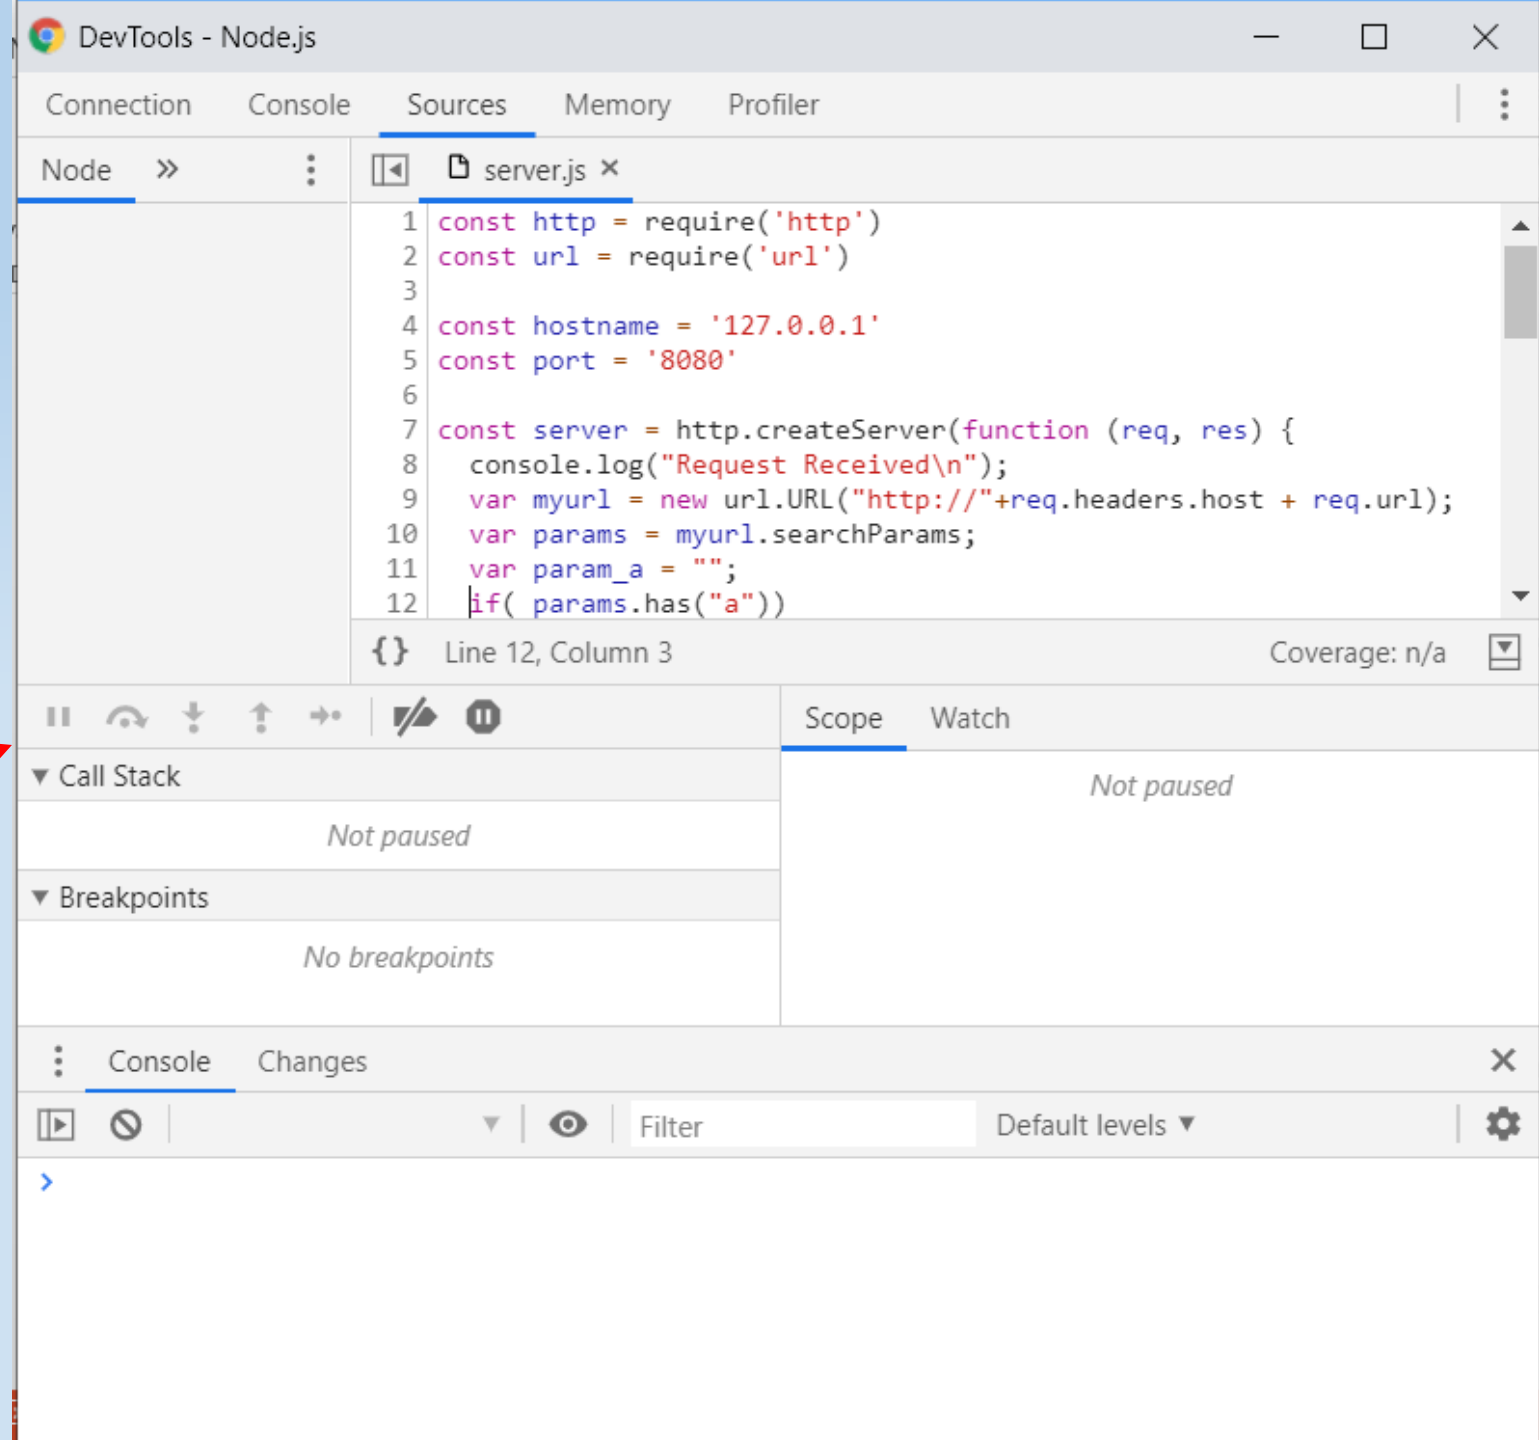 DevTools - Node.js
Connection Console Sources Memory Profiler
Node
server.js
1 const http = require('http')
2 const url = require('url')
3
4 const hostname = '127.0.0.1'
5 const port = '8080'
6
7 const server = http.createServer(function (req, res) {
8 console.log("Request Received\n");
9 var myurl = new url.URL("http://"+req.headers.host + req.url);
10 var params = myurl.searchParams;
11 var param_a = "";
12 if( params.has("a"))
{} Line 12, Column 3 Coverage: n/a
Scope Watch
Call Stack
Not paused
Not paused
Breakpoints
No breakpoints
Console Changes
Filter Default levels